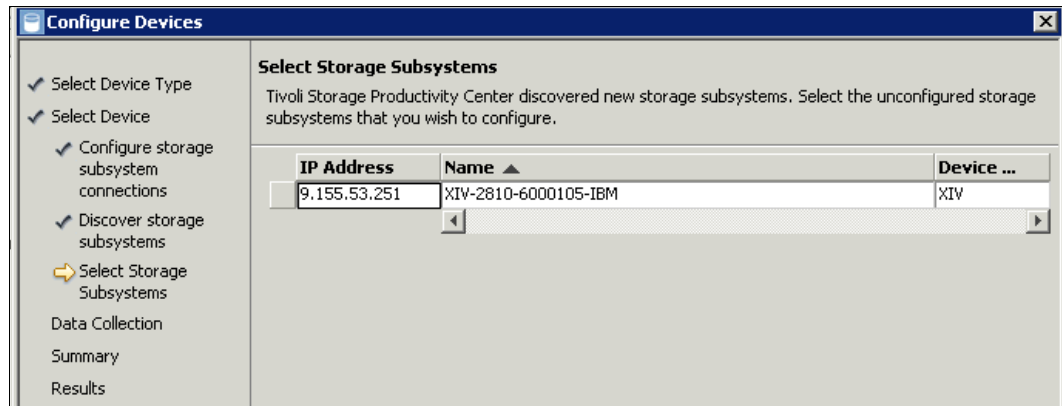 Configure Devices
Select Device Type
Select Device
Configure storage
subsystem
connections
Discover storage
subsystems
Select Storage
Subsystems
Data Collection
Summary
Results
Select Storage Subsystems
Tivoli Storage Productivity Center discovered new storage subsystems. Select the unconfigured storage
subsystems that you wish to configure.
IP Address Name Device ...
9.155.53.251 XIV-2810-6000105-IBM XIV